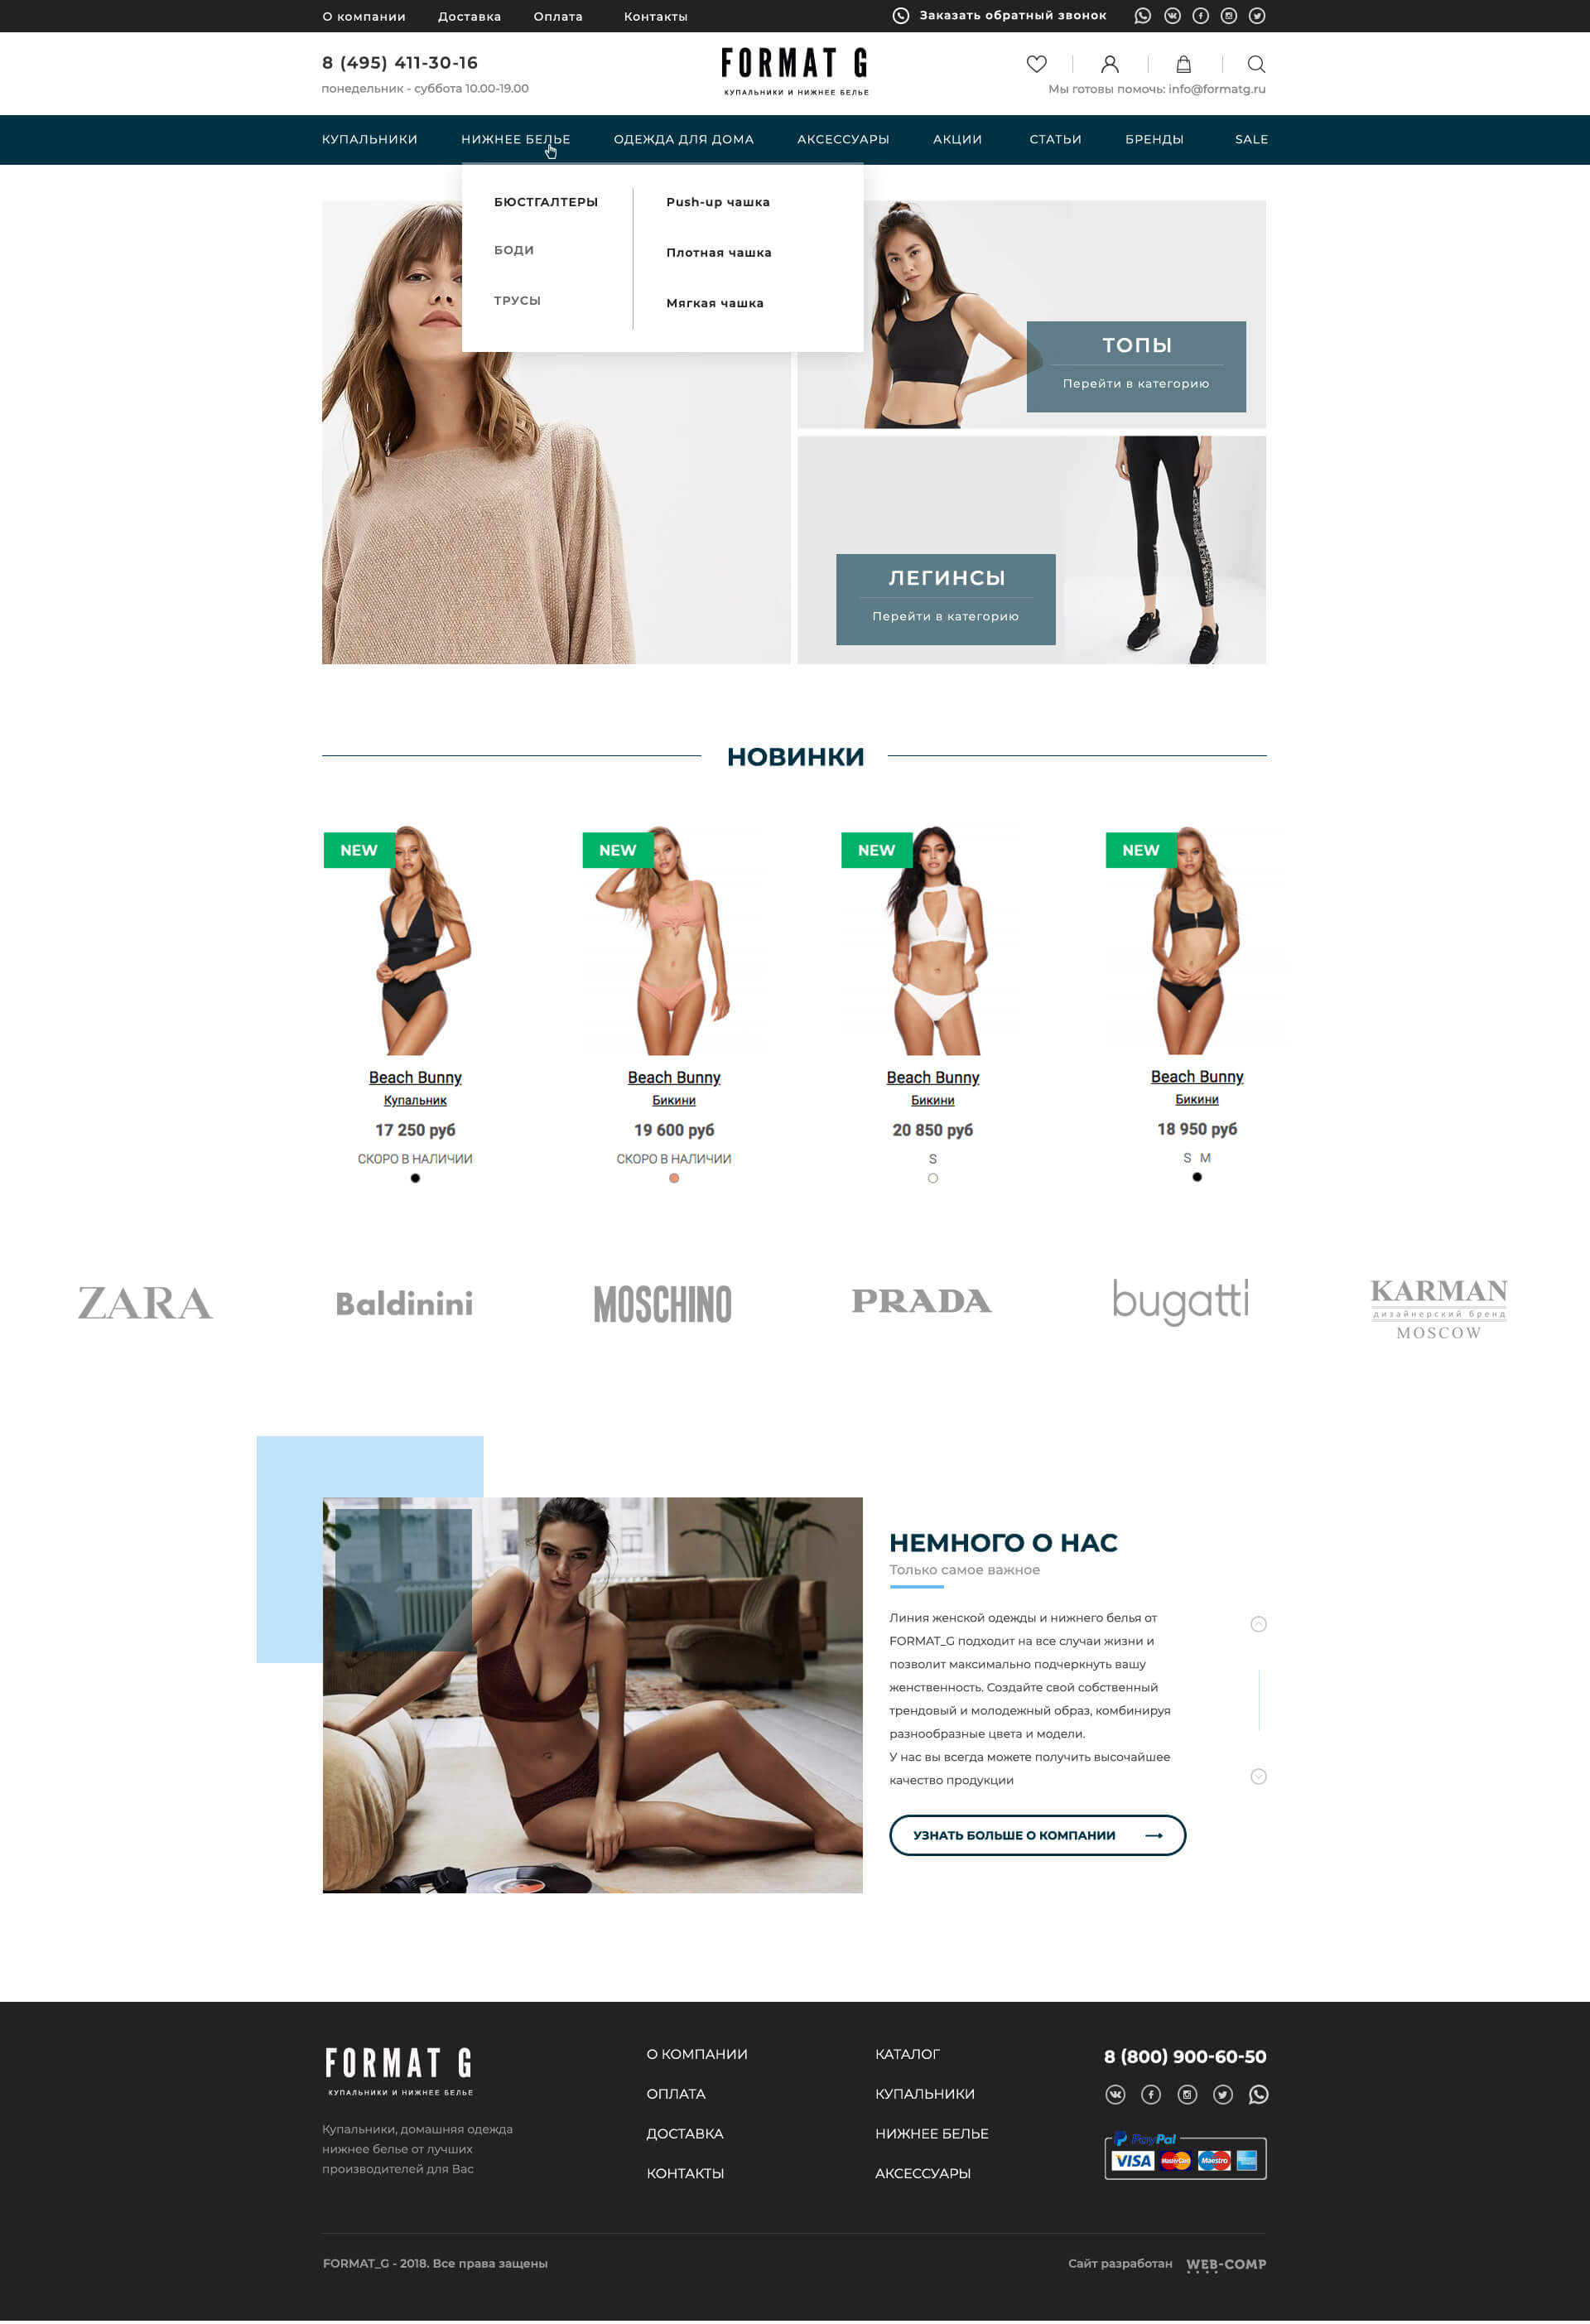 О компании Доставка Оплата Контакты Заказать обратный звонок
8 (495) 411-30-16
понедельник - суббота 10.00-19.00
FORMAT G
КУПАЛЬНИКИ И НИЖНЕЕ БЕЛЬЕ
Мы готовы помочь: info@formatg.ru
КУПАЛЬНИКИ НИЖНЕЕ БЕЛЬЕ ОДЕЖДА ДЛЯ ДОМА АКСЕССУАРЫ АКЦИИ СТАТЬИ БРЕНДЫ SALE
БЮСТГАЛТЕРЫ
БОДИ
ТРУСЫ
Push-up чашка
Плотная чашка
Мягкая чашка
ТОПЫ
Перейти в категорию
ЛЕГИНСЫ
Перейти в категорию
НОВИНКИ
NEW
Beach Bunny
Купальник
17 250 руб
СКОРО В НАЛИЧИИ
NEW
Beach Bunny
Бикини
19 600 руб
СКОРО В НАЛИЧИИ
NEW
Beach Bunny
Бикини
20 850 руб
S
NEW
Beach Bunny
Бикини
18 950 руб
S M
ZARA
Baldinini
MOSCHINO
PRADA
bugatti
KARMAN
дизайнерский бренд
MOSCOW
НЕМНОГО О НАС
Только самое важное
Линия женской одежды и нижнего белья от
FORMAT_G подходит на все случаи жизни и
позволит максимально подчеркнуть вашу
женственность. Создайте свой собственный
трендовый и молодежный образ, комбинируя
разнообразные цвета и модели.
У нас вы всегда можете получить высочайшее
качество продукции
УЗНАТЬ БОЛЬШЕ О КОМПАНИИ
FORMAT G
КУПАЛЬНИКИ И НИЖНЕЕ БЕЛЬЕ
Купальники, домашняя одежда
нижнее белье от лучших
производителей для Вас
О КОМПАНИИ
ОПЛАТА
ДОСТАВКА
КОНТАКТЫ
КАТАЛОГ
КУПАЛЬНИКИ
НИЖНЕЕ БЕЛЬЕ
АКСЕССУАРЫ
8 (800) 900-60-50
PayPal
VISA MasterCard Maestro
FORMAT_G - 2018. Все права защены
Сайт разработан WEB-COMP